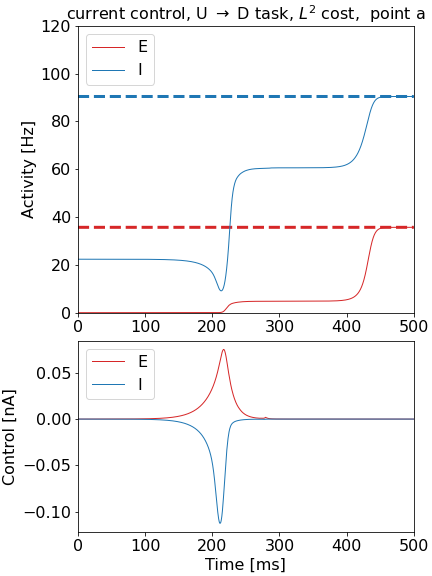 current control, U → D task, L² cost, point a
120
100
80
60
40
20
0
Activity [Hz]
E
I
0 100 200 300 400 500
0.05
0.00
−0.05
−0.10
Control [nA]
E
I
0 100 200 300 400 500
Time [ms]